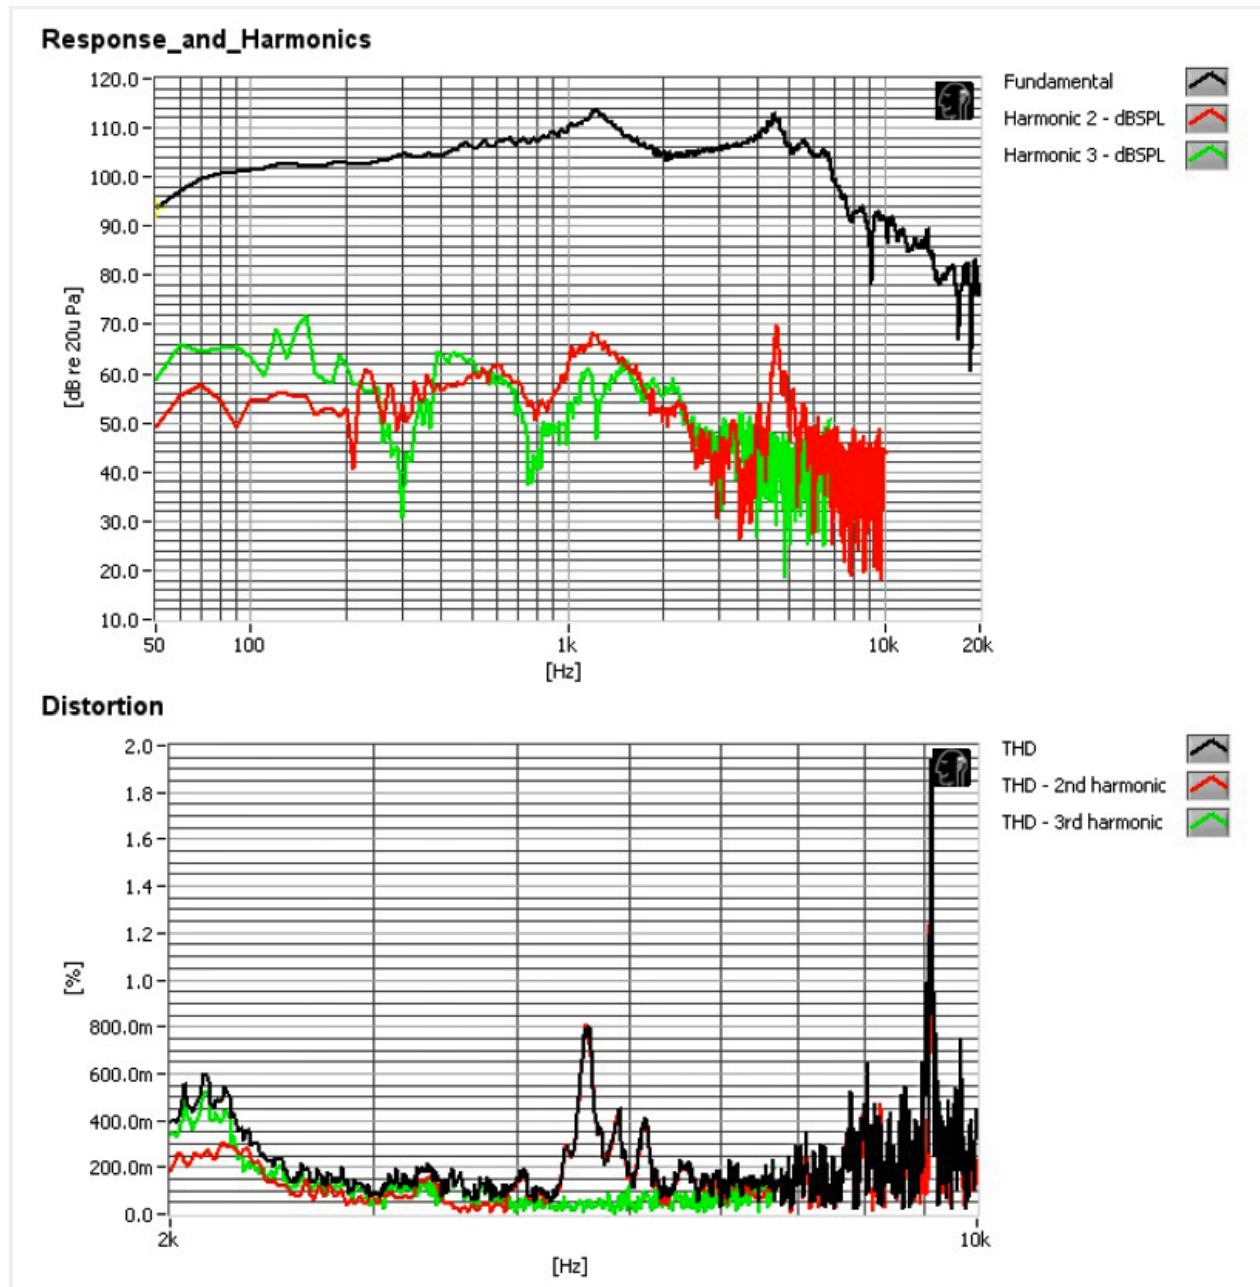 Response_and_Harmonics
120.0
110.0
100.0
90.0
80.0
70.0
60.0
50.0
40.0
30.0
20.0
10.0
[dB re 20u Pa]
50
100
1k
10k
20k
[Hz]
Fundamental
Harmonic 2 - dBSPL
Harmonic 3 - dBSPL
Distortion
2.0
1.8
1.6
1.4
1.2
1.0
800.0m
600.0m
400.0m
200.0m
0.0
[%]
2k
10k
[Hz]
THD
THD - 2nd harmonic
THD - 3rd harmonic